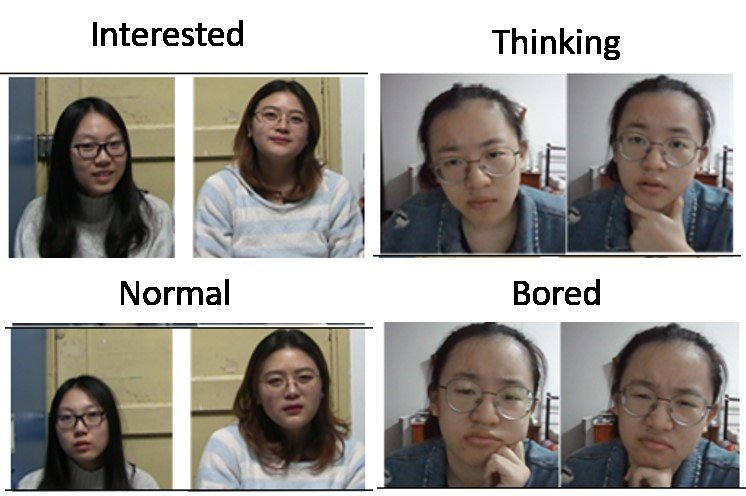 Interested
Thinking
Normal
Bored